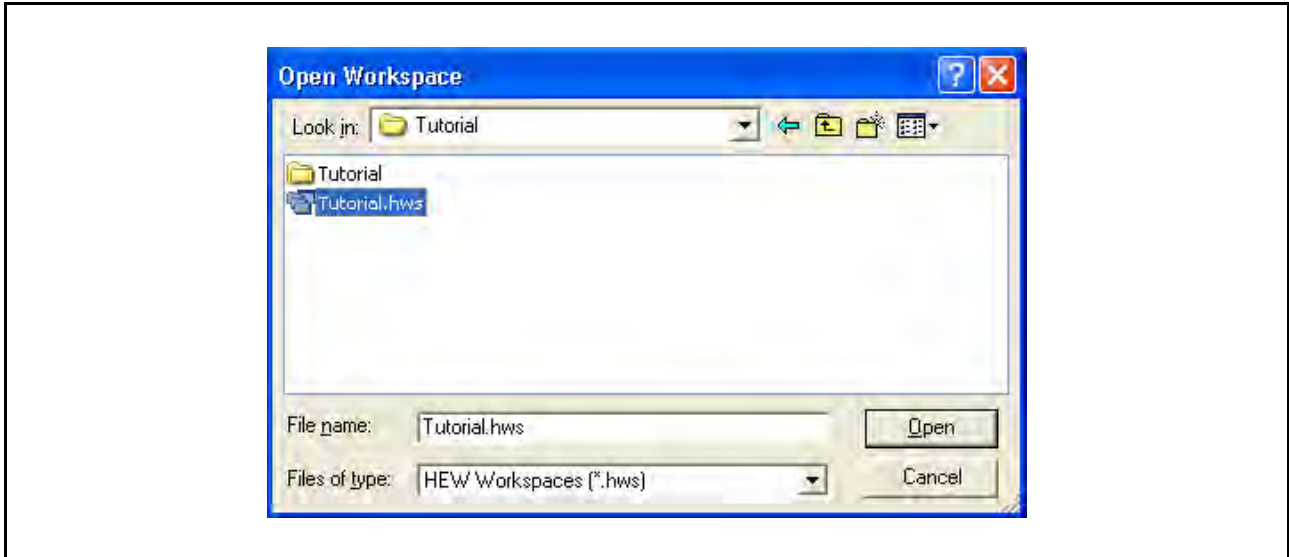 Open Workspace
Look in: Tutorial
Tutorial
Tutorial.hws
File name: Tutorial.hws Open
Files of type: HEW Workspaces (*.hws) Cancel